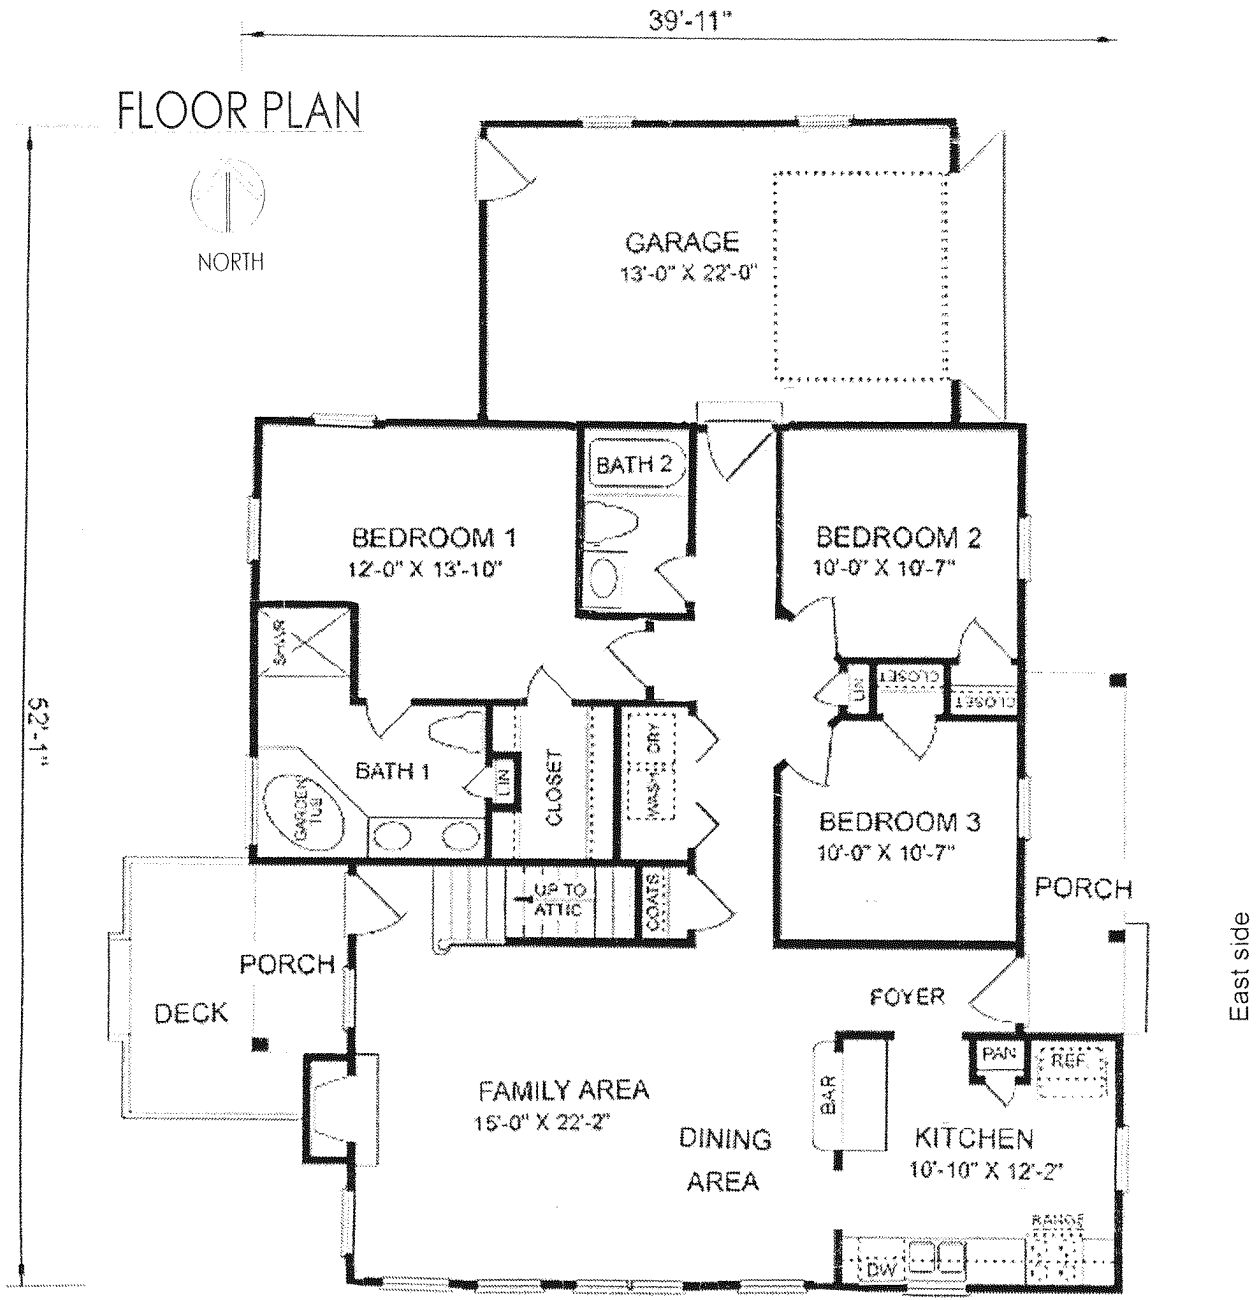 39'-11"
FLOOR PLAN
NORTH
GARAGE
13'-0" X 22'-0"
BATH 2
BEDROOM 1
12'-0" X 13'-10"
BEDROOM 2
10'-0" X 10'-7"
SHWR
LIN
CLOSET
CLOSET
52'-1"
DRY
WASH
BATH 1
LIN
CLOSET
GARDEN
TUB
BEDROOM 3
10'-0" X 10'-7"
PORCH
UP TO
ATTIC
COATS
East side
PORCH
DECK
FOYER
PAN
REF.
FAMILY AREA
15'-0" X 22'-2"
BAR
DINING
AREA
KITCHEN
10'-10" X 12'-2"
RANGE
DW